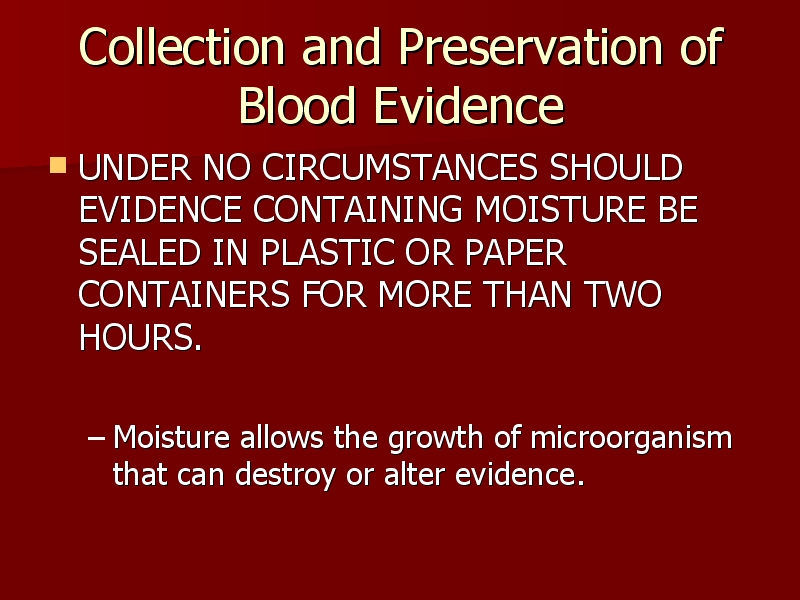 Collection and Preservation of
Blood Evidence
UNDER NO CIRCUMSTANCES SHOULD
EVIDENCE CONTAINING MOISTURE BE
SEALED IN PLASTIC OR PAPER
CONTAINERS FOR MORE THAN TWO
HOURS.
– Moisture allows the growth of microorganism
that can destroy or alter evidence.